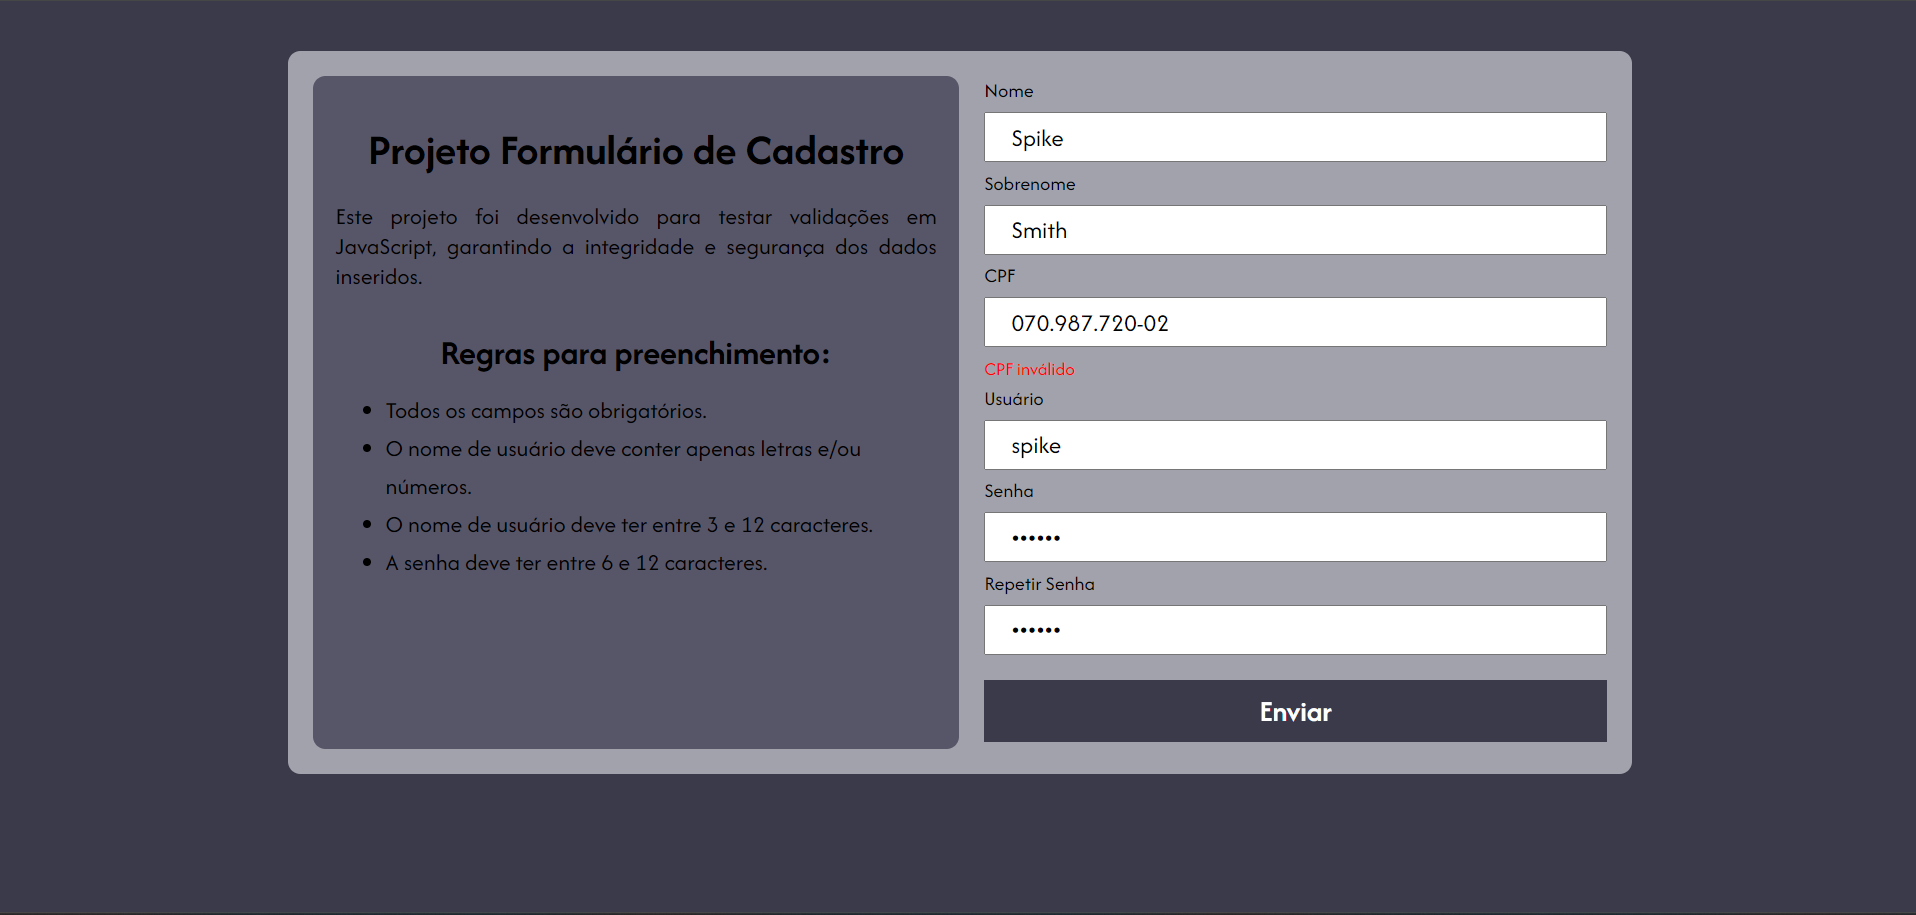 Projeto Formulário de Cadastro
Este projeto foi desenvolvido para testar validações em
JavaScript, garantindo a integridade e segurança dos dados
inseridos.
Regras para preenchimento:
Todos os campos são obrigatórios.
O nome de usuário deve conter apenas letras e/ou
números.
O nome de usuário deve ter entre 3 e 12 caracteres.
A senha deve ter entre 6 e 12 caracteres.
Nome
Spike
Sobrenome
Smith
CPF
070.987.720-02
CPF inválido
Usuário
spike
Senha
••••••
Repetir Senha
••••••
Enviar